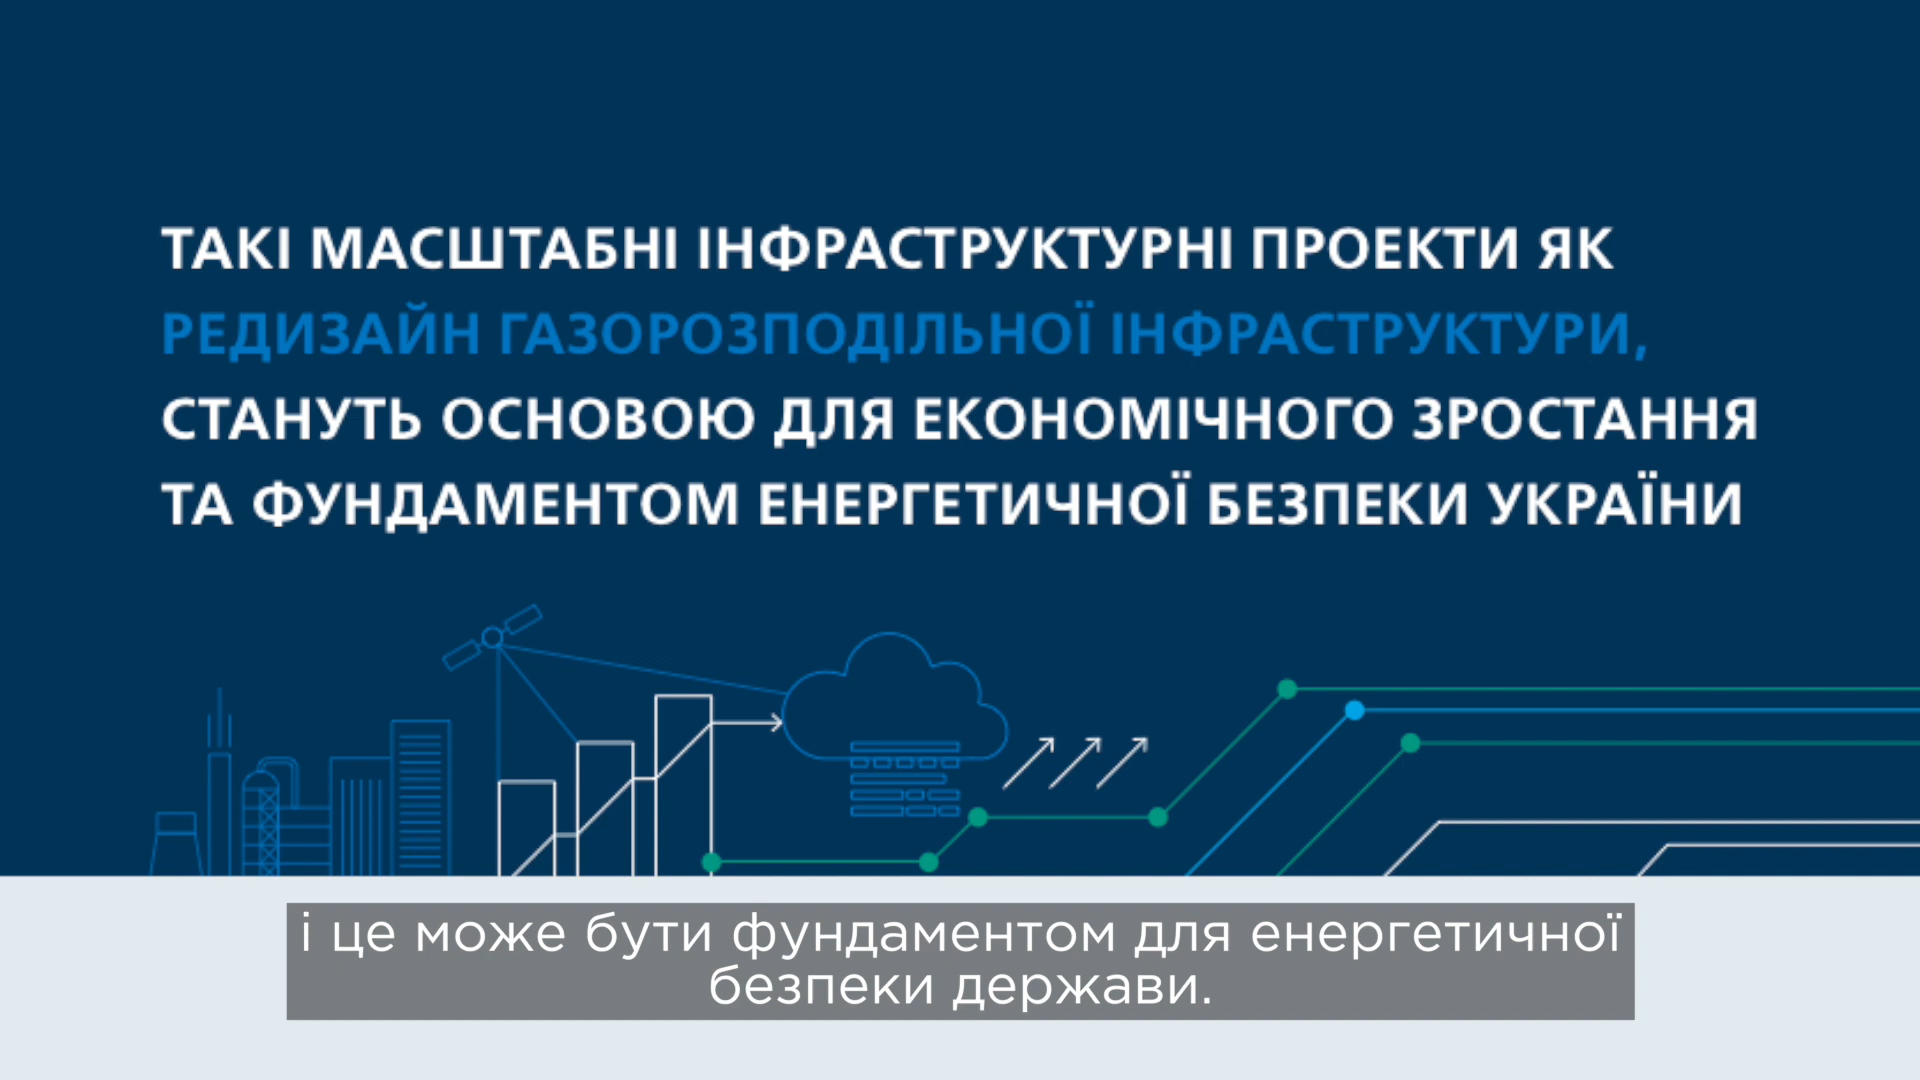 ТАКІ МАСШТАБНІ ІНФРАСТРУКТУРНІ ПРОЕКТИ ЯК
РЕДИЗАЙН ГАЗОРОЗПОДІЛЬНОЇ ІНФРАСТРУКТУРИ,
СТАНУТЬ ОСНОВОЮ ДЛЯ ЕКОНОМІЧНОГО ЗРОСТАННЯ
ТА ФУНДАМЕНТОМ ЕНЕРГЕТИЧНОЇ БЕЗПЕКИ УКРАЇНИ
і це може бути фундаментом для енергетичної
безпеки держави.